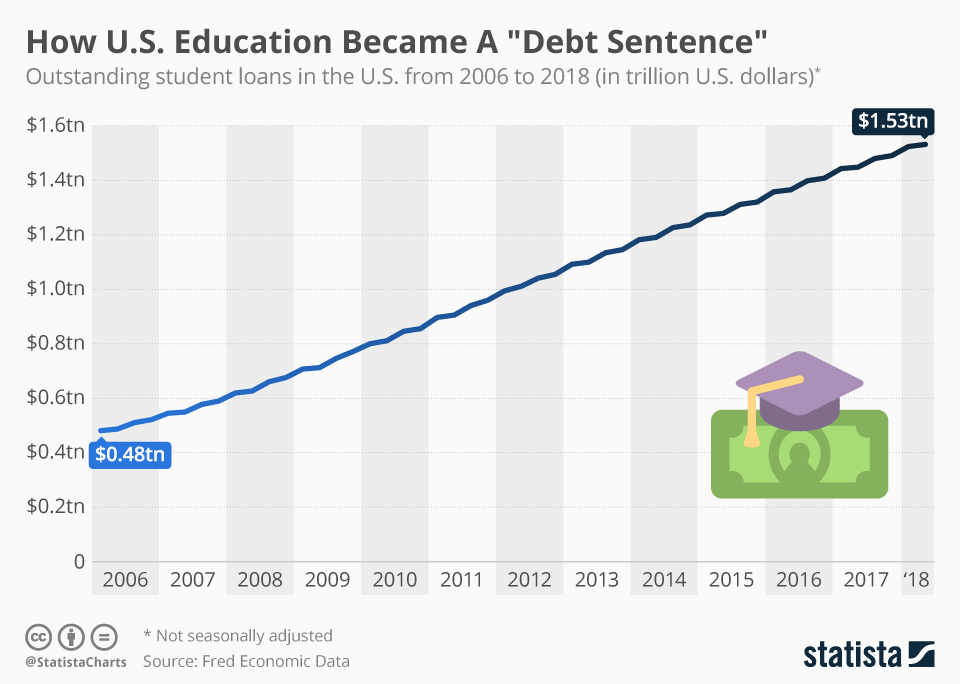 How U.S. Education Became A "Debt Sentence"
Outstanding student loans in the U.S. from 2006 to 2018 (in trillion U.S. dollars)*
$1.6tn
$1.53tn
$1.4tn
$1.2tn
$1.0tn
$0.8tn
$0.6tn
$0.4tn
$0.48tn
$0.2tn
0
2006 2007 2008 2009 2010 2011 2012 2013 2014 2015 2016 2017 ‘18
cc
* Not seasonally adjusted
@StatistaCharts Source: Fred Economic Data
statista